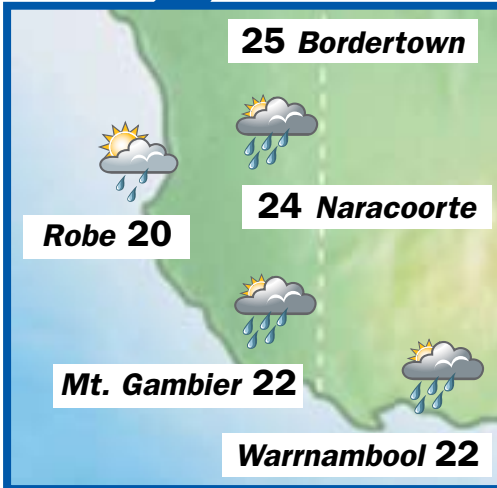 25 Bordertown
24 Naracoorte
Robe 20
Mt. Gambier 22
Warrnambool 22